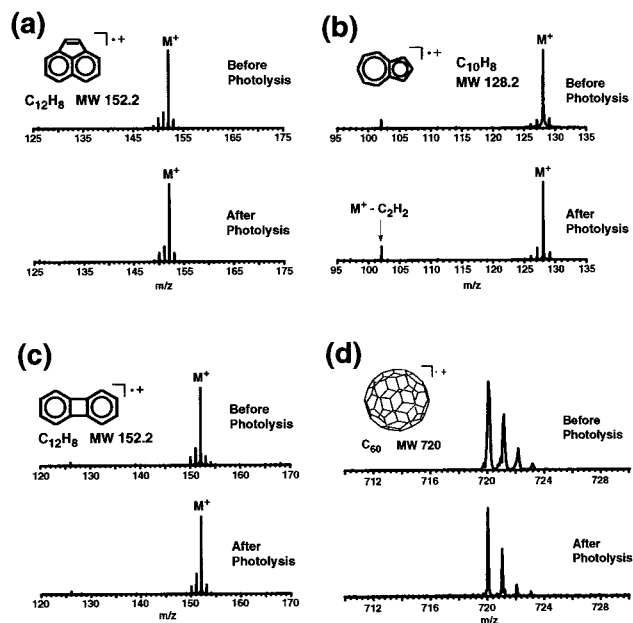 (a)
⁠¬•+
M⁺
Before
Photolysis
C₁₂H₈ MW 152.2
125 135 145 155 165 175
M⁺
After
Photolysis
125 135 145 155 165 175
m/z
(b)
•+
M⁺
C₁₀H₈
MW 128.2
Before
Photolysis
95 100 105 110 115 120 125 130 135
M⁺
M⁺ - C₂H₂
After
Photolysis
95 100 105 110 115 120 125 130 135
m/z
(c)
•+
M⁺
Before
Photolysis
C₁₂H₈ MW 152.2
120 130 140 150 160 170
M⁺
After
Photolysis
120 130 140 150 160 170
m/z
(d)
•+
C₆₀ MW 720
Before
Photolysis
712 716 720 724 728
After
Photolysis
712 716 720 724 728
m/z